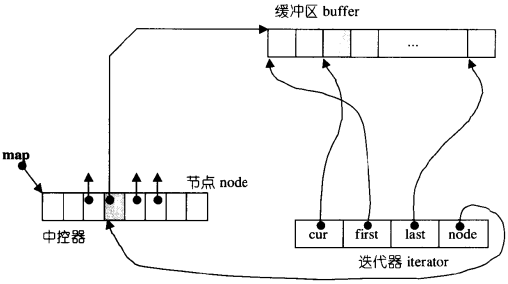 缓冲区 buffer
...
map
节点 node
中控器
cur first last node
迭代器 iterator